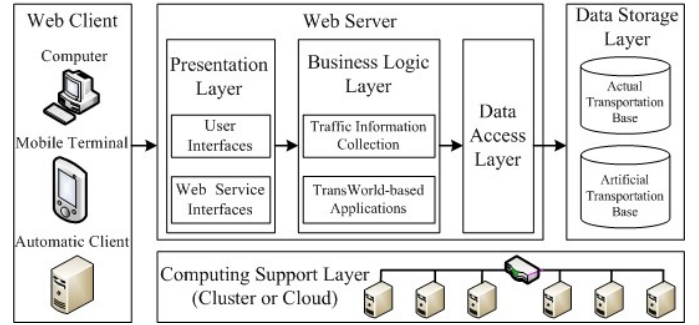 Web Client
Computer
Mobile Terminal
Automatic Client
Web Server
Presentation
Layer
User
Interfaces
Web Service
Interfaces
Business Logic
Layer
Traffic Information
Collection
TransWorld-based
Applications
Data
Access
Layer
Data Storage
Layer
Actual
Transportation
Base
Artificial
Transportation
Base
Computing Support Layer
(Cluster or Cloud)